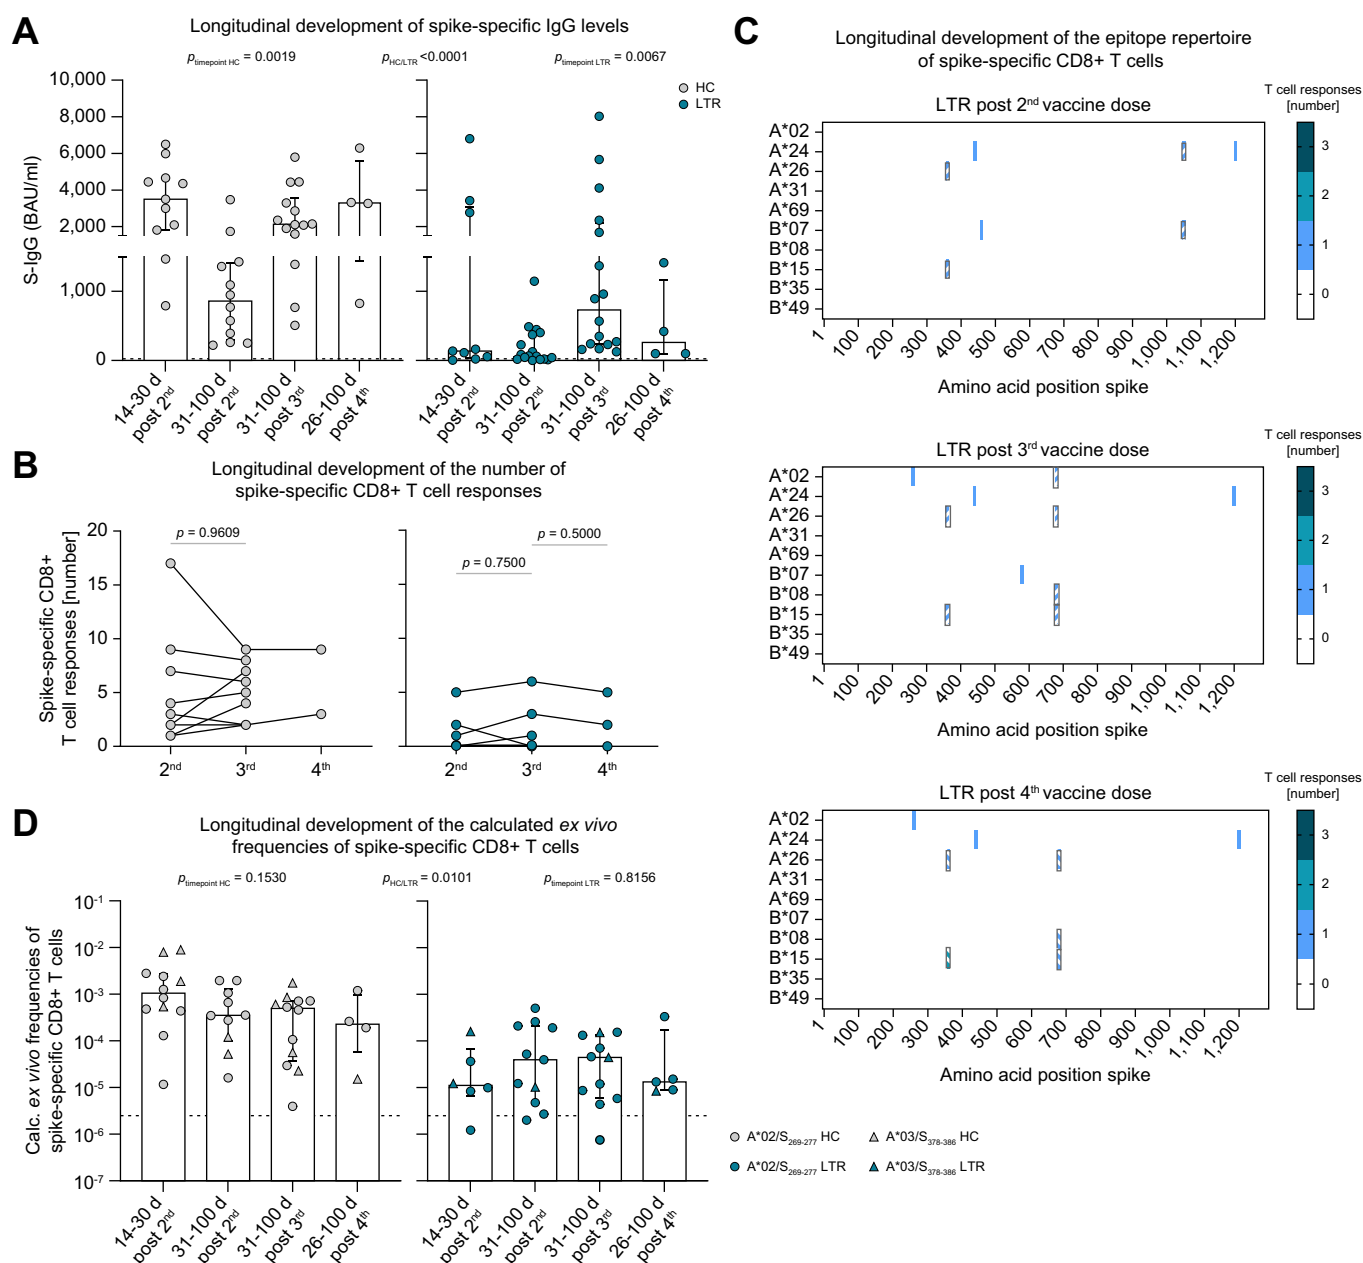 A
Longitudinal development of spike-specific IgG levels
p timepoint HC = 0.0019
p HC/LTR <0.0001
p timepoint LTR = 0.0067
HC
LTR
S-IgG (BAU/ml)
10,000
8,000
6,000
4,000
2,000
1,000
0
14-30 d post 2nd
31-100 d post 2nd
31-100 d post 3rd
26-100 d post 4th
14-30 d post 2nd
31-100 d post 2nd
31-100 d post 3rd
26-100 d post 4th
B
Longitudinal development of the number of
spike-specific CD8+ T cell responses
Spike-specific CD8+
T cell responses [number]
20
15
10
5
0
p = 0.9609
p = 0.7500
p = 0.5000
2nd
3rd
4th
2nd
3rd
4th
C
Longitudinal development of the epitope repertoire
of spike-specific CD8+ T cells
LTR post 2nd vaccine dose
T cell responses
[number]
A*02
A*24
A*26
A*31
A*69
B*07
B*08
B*15
B*35
B*49
3
2
1
0
1
100
200
300
400
500
600
700
800
900
1,000
1,100
1,200
Amino acid position spike
LTR post 3rd vaccine dose
T cell responses
[number]
A*02
A*24
A*26
A*31
A*69
B*07
B*08
B*15
B*35
B*49
3
2
1
0
1
100
200
300
400
500
600
700
800
900
1,000
1,100
1,200
Amino acid position spike
LTR post 4th vaccine dose
T cell responses
[number]
A*02
A*24
A*26
A*31
A*69
B*07
B*08
B*15
B*35
B*49
3
2
1
0
1
100
200
300
400
500
600
700
800
900
1,000
1,100
1,200
Amino acid position spike
D
Longitudinal development of the calculated ex vivo
frequencies of spike-specific CD8+ T cells
p timepoint HC = 0.1530
p HC/LTR = 0.0101
p timepoint LTR = 0.8156
Calc. ex vivo frequencies of
spike-specific CD8+ T cells
10-1
10-2
10-3
10-4
10-5
10-6
10-7
14-30 d post 2nd
31-100 d post 2nd
31-100 d post 3rd
26-100 d post 4th
14-30 d post 2nd
31-100 d post 2nd
31-100 d post 3rd
26-100 d post 4th
A*02/S269-277 HC
A*03/S378-386 HC
A*02/S269-277 LTR
A*03/S378-386 LTR